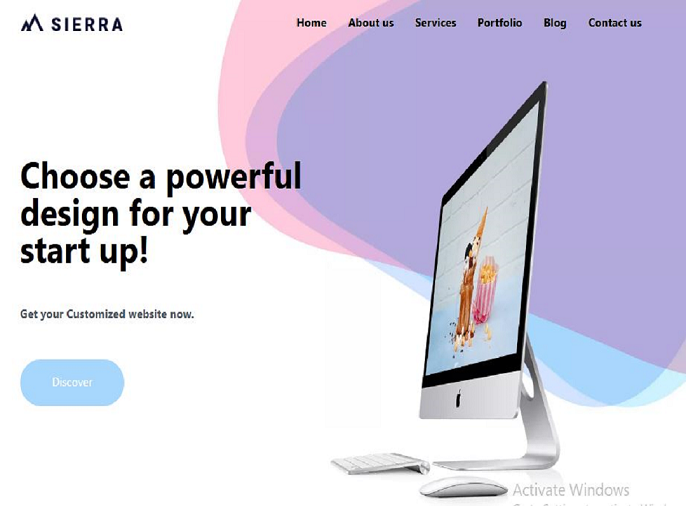 SIERRA
Home About us Services Portfolio Blog Contact us
Choose a powerful
design for your
start up!
Get your Customized website now.
Discover
Activate Windows